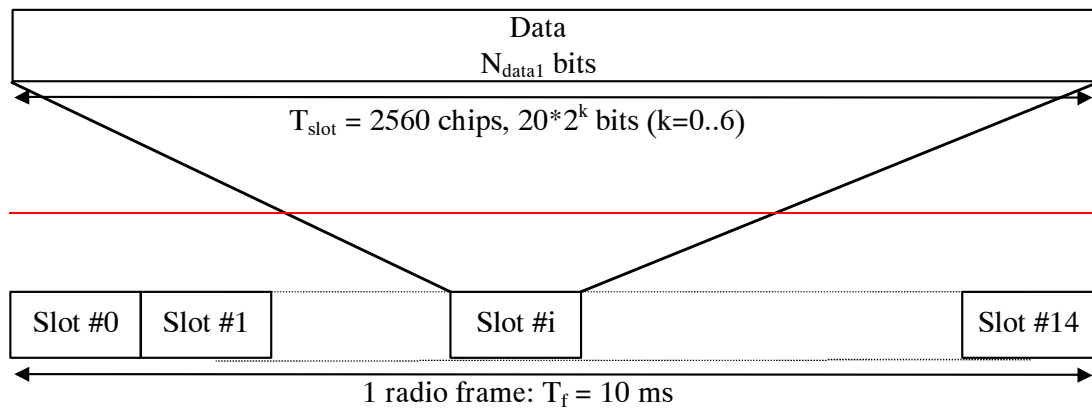 Data
N_data1 bits
T_slot = 2560 chips, 20*2^k bits (k=0..6)
Slot #0 Slot #1 Slot #i Slot #14
1 radio frame: T_f = 10 ms